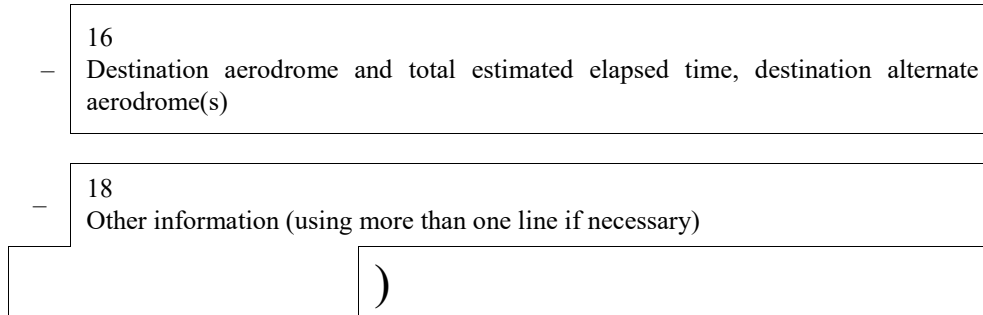 16
– Destination aerodrome and total estimated elapsed time, destination alternate
aerodrome(s)
– 18
Other information (using more than one line if necessary)
)